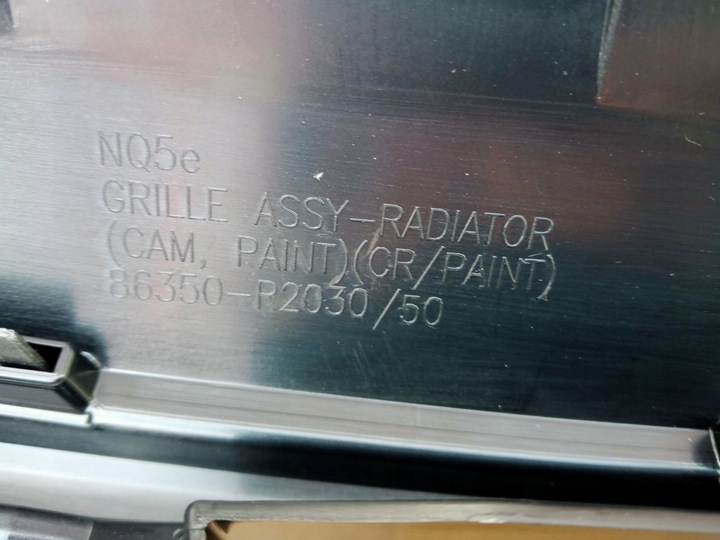 NQ5e
GRILLE ASSY-RADIATOR
(CAM, PAINT)(CR/PAINT)
86350-R2030/50